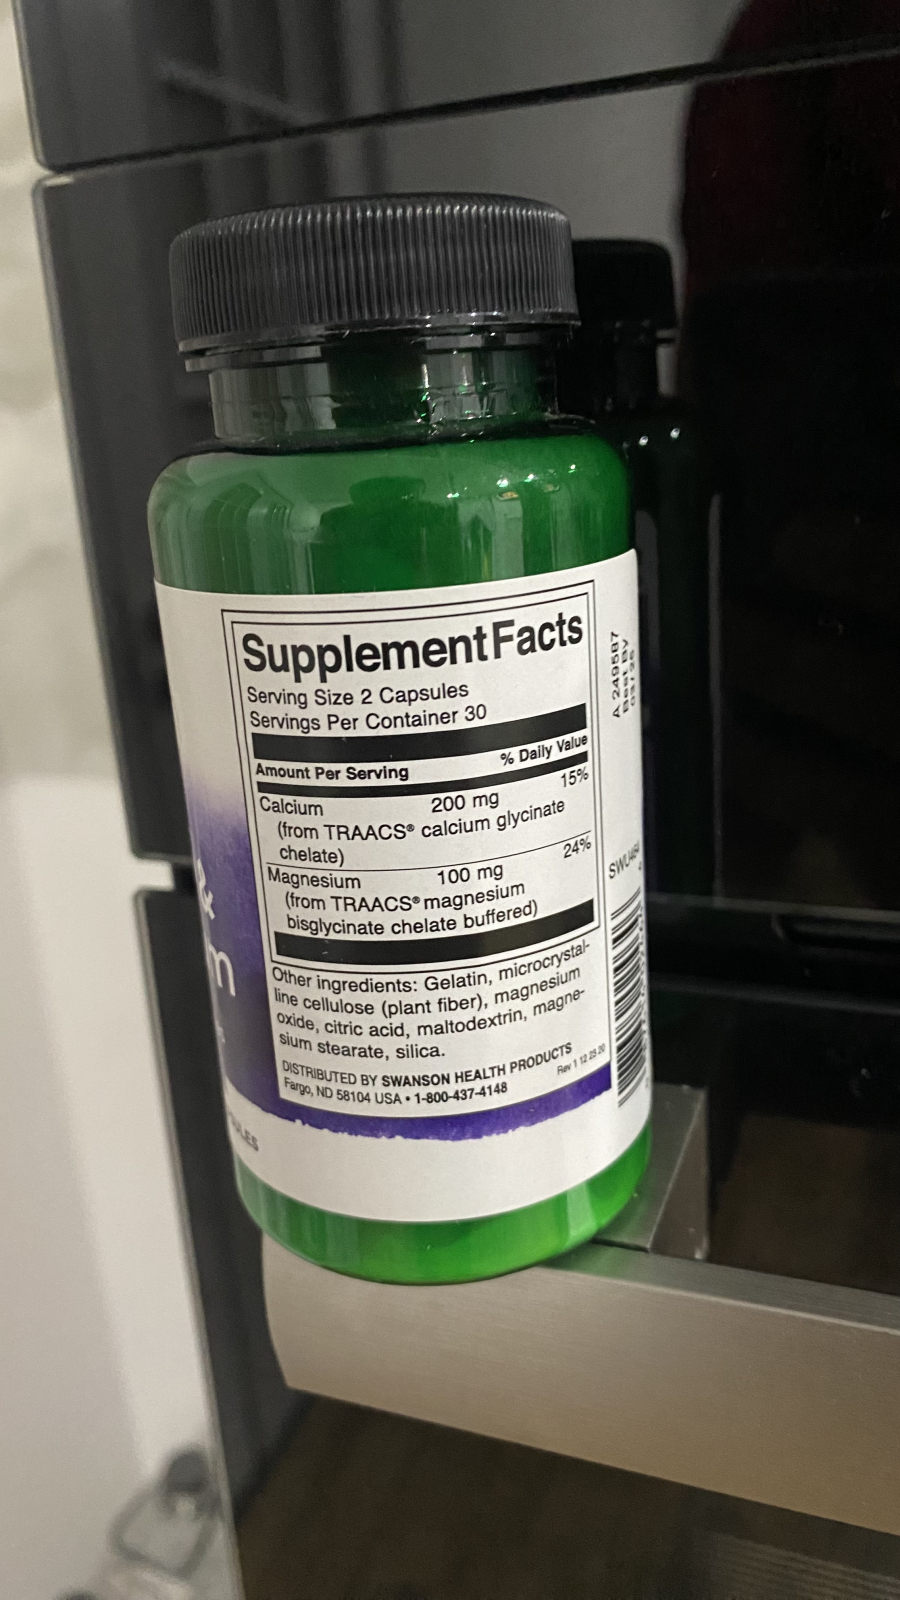 Supplement Facts
Serving Size 2 Capsules
Servings Per Container 30
Amount Per Serving % Daily Value
Calcium 200 mg 15%
(from TRAACS® calcium glycinate
chelate)
Magnesium 100 mg 24%
(from TRAACS® magnesium
bisglycinate chelate buffered)
Other ingredients: Gelatin, microcrystal-
line cellulose (plant fiber), magnesium
oxide, citric acid, maltodextrin, magne-
sium stearate, silica.
DISTRIBUTED BY SWANSON HEALTH PRODUCTS
Fargo, ND 58104 USA • 1-800-437-4148
A 249587
Best By
&